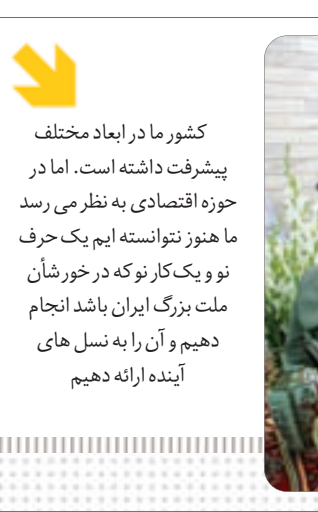 کشور ما در ابعاد مختلف
پیشرفت داشته است. اما در
حوزه اقتصادی به نظر می رسد
ما هنوز نتوانسته ایم یک حرف
نو و یک کار نو که در خور شأن
ملت بزرگ ایران باشد انجام
دهیم و آن را به نسل های
آینده ارائه دهیم